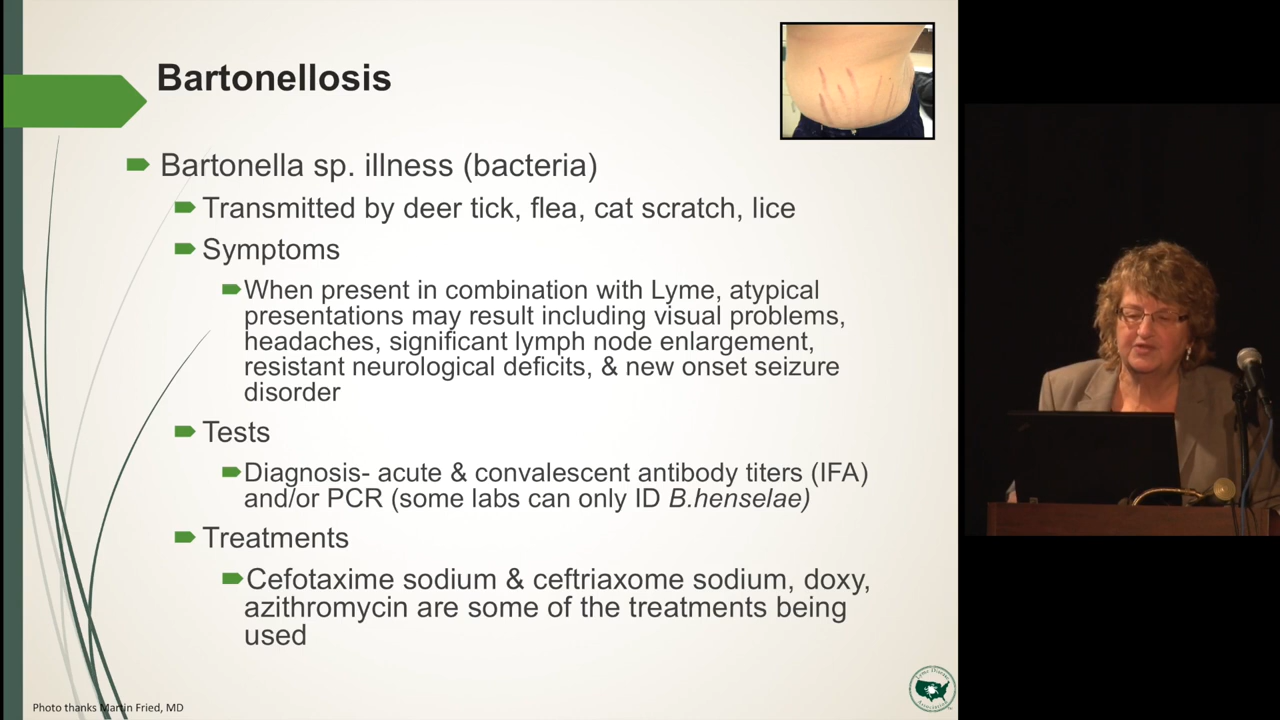 Bartonellosis
Bartonella sp. illness (bacteria)
Transmitted by deer tick, flea, cat scratch, lice
Symptoms
When present in combination with Lyme, atypical
presentations may result including visual problems,
headaches, significant lymph node enlargement,
resistant neurological deficits, & new onset seizure
disorder
Tests
Diagnosis- acute & convalescent antibody titers (IFA)
and/or PCR (some labs can only ID B.henselae)
Treatments
Cefotaxime sodium & ceftriaxome sodium, doxy,
azithromycin are some of the treatments being
used
Lyme Disease
Association
Photo thanks Martin Fried, MD